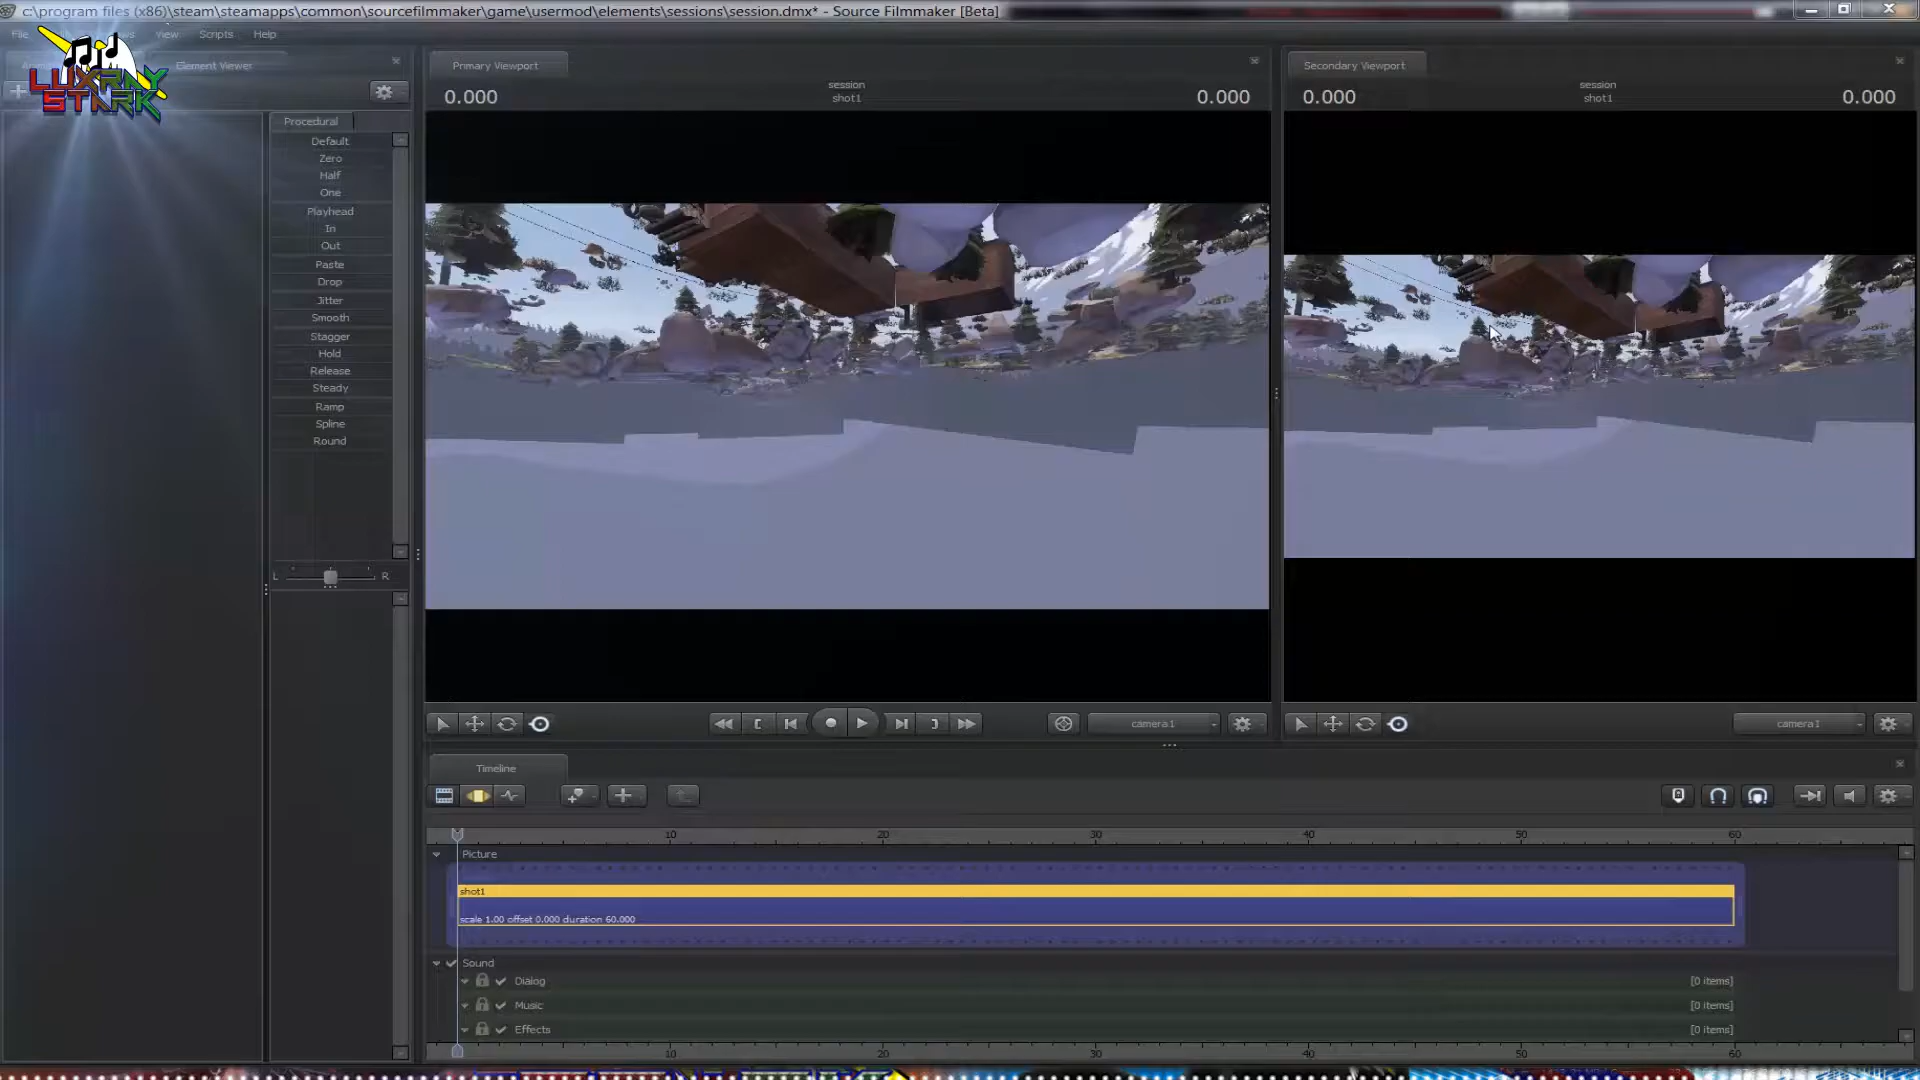 c:\program files (x86)\steam\steamapps\common\sourcefilmmaker\game\usermod\elements\sessions\session.dmx* - Source Filmmaker [Beta]
File View Scripts Help
LUXRAY
STARK
Element Viewer
Primary Viewport
Secondary Viewport
0.000
session
shot1
0.000
0.000
session
shot1
0.000
Procedural
Default
Zero
Half
One
Playhead
In
Out
Paste
Drop
Jitter
Smooth
Stagger
Hold
Release
Steady
Ramp
Spline
Round
L R
camera1
camera1
Timeline
10 20 30 40 50 60
Picture
shot1
scale 1.00 offset 0.000 duration 60.000
Sound
Dialog [0 items]
Music [0 items]
Effects [0 items]
10 20 30 40 50 60